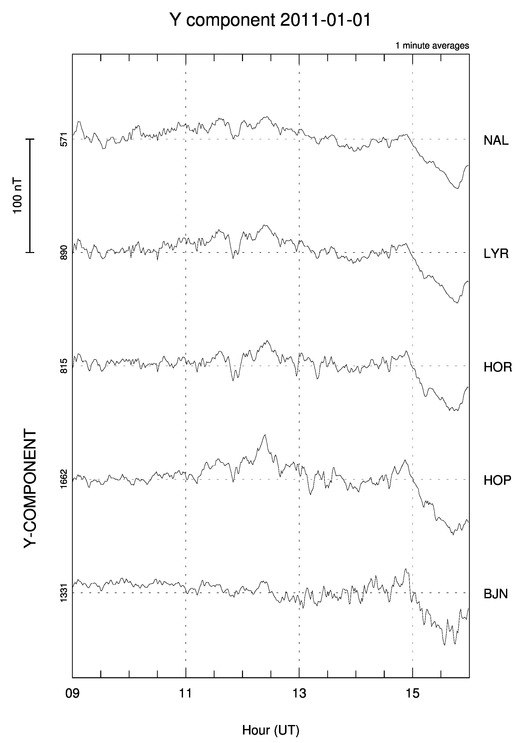 Y component 2011-01-01
1 minute averages
571
NAL
100 nT
890
LYR
815
HOR
1662
HOP
Y-COMPONENT
1331
BJN
09
11
13
15
Hour (UT)